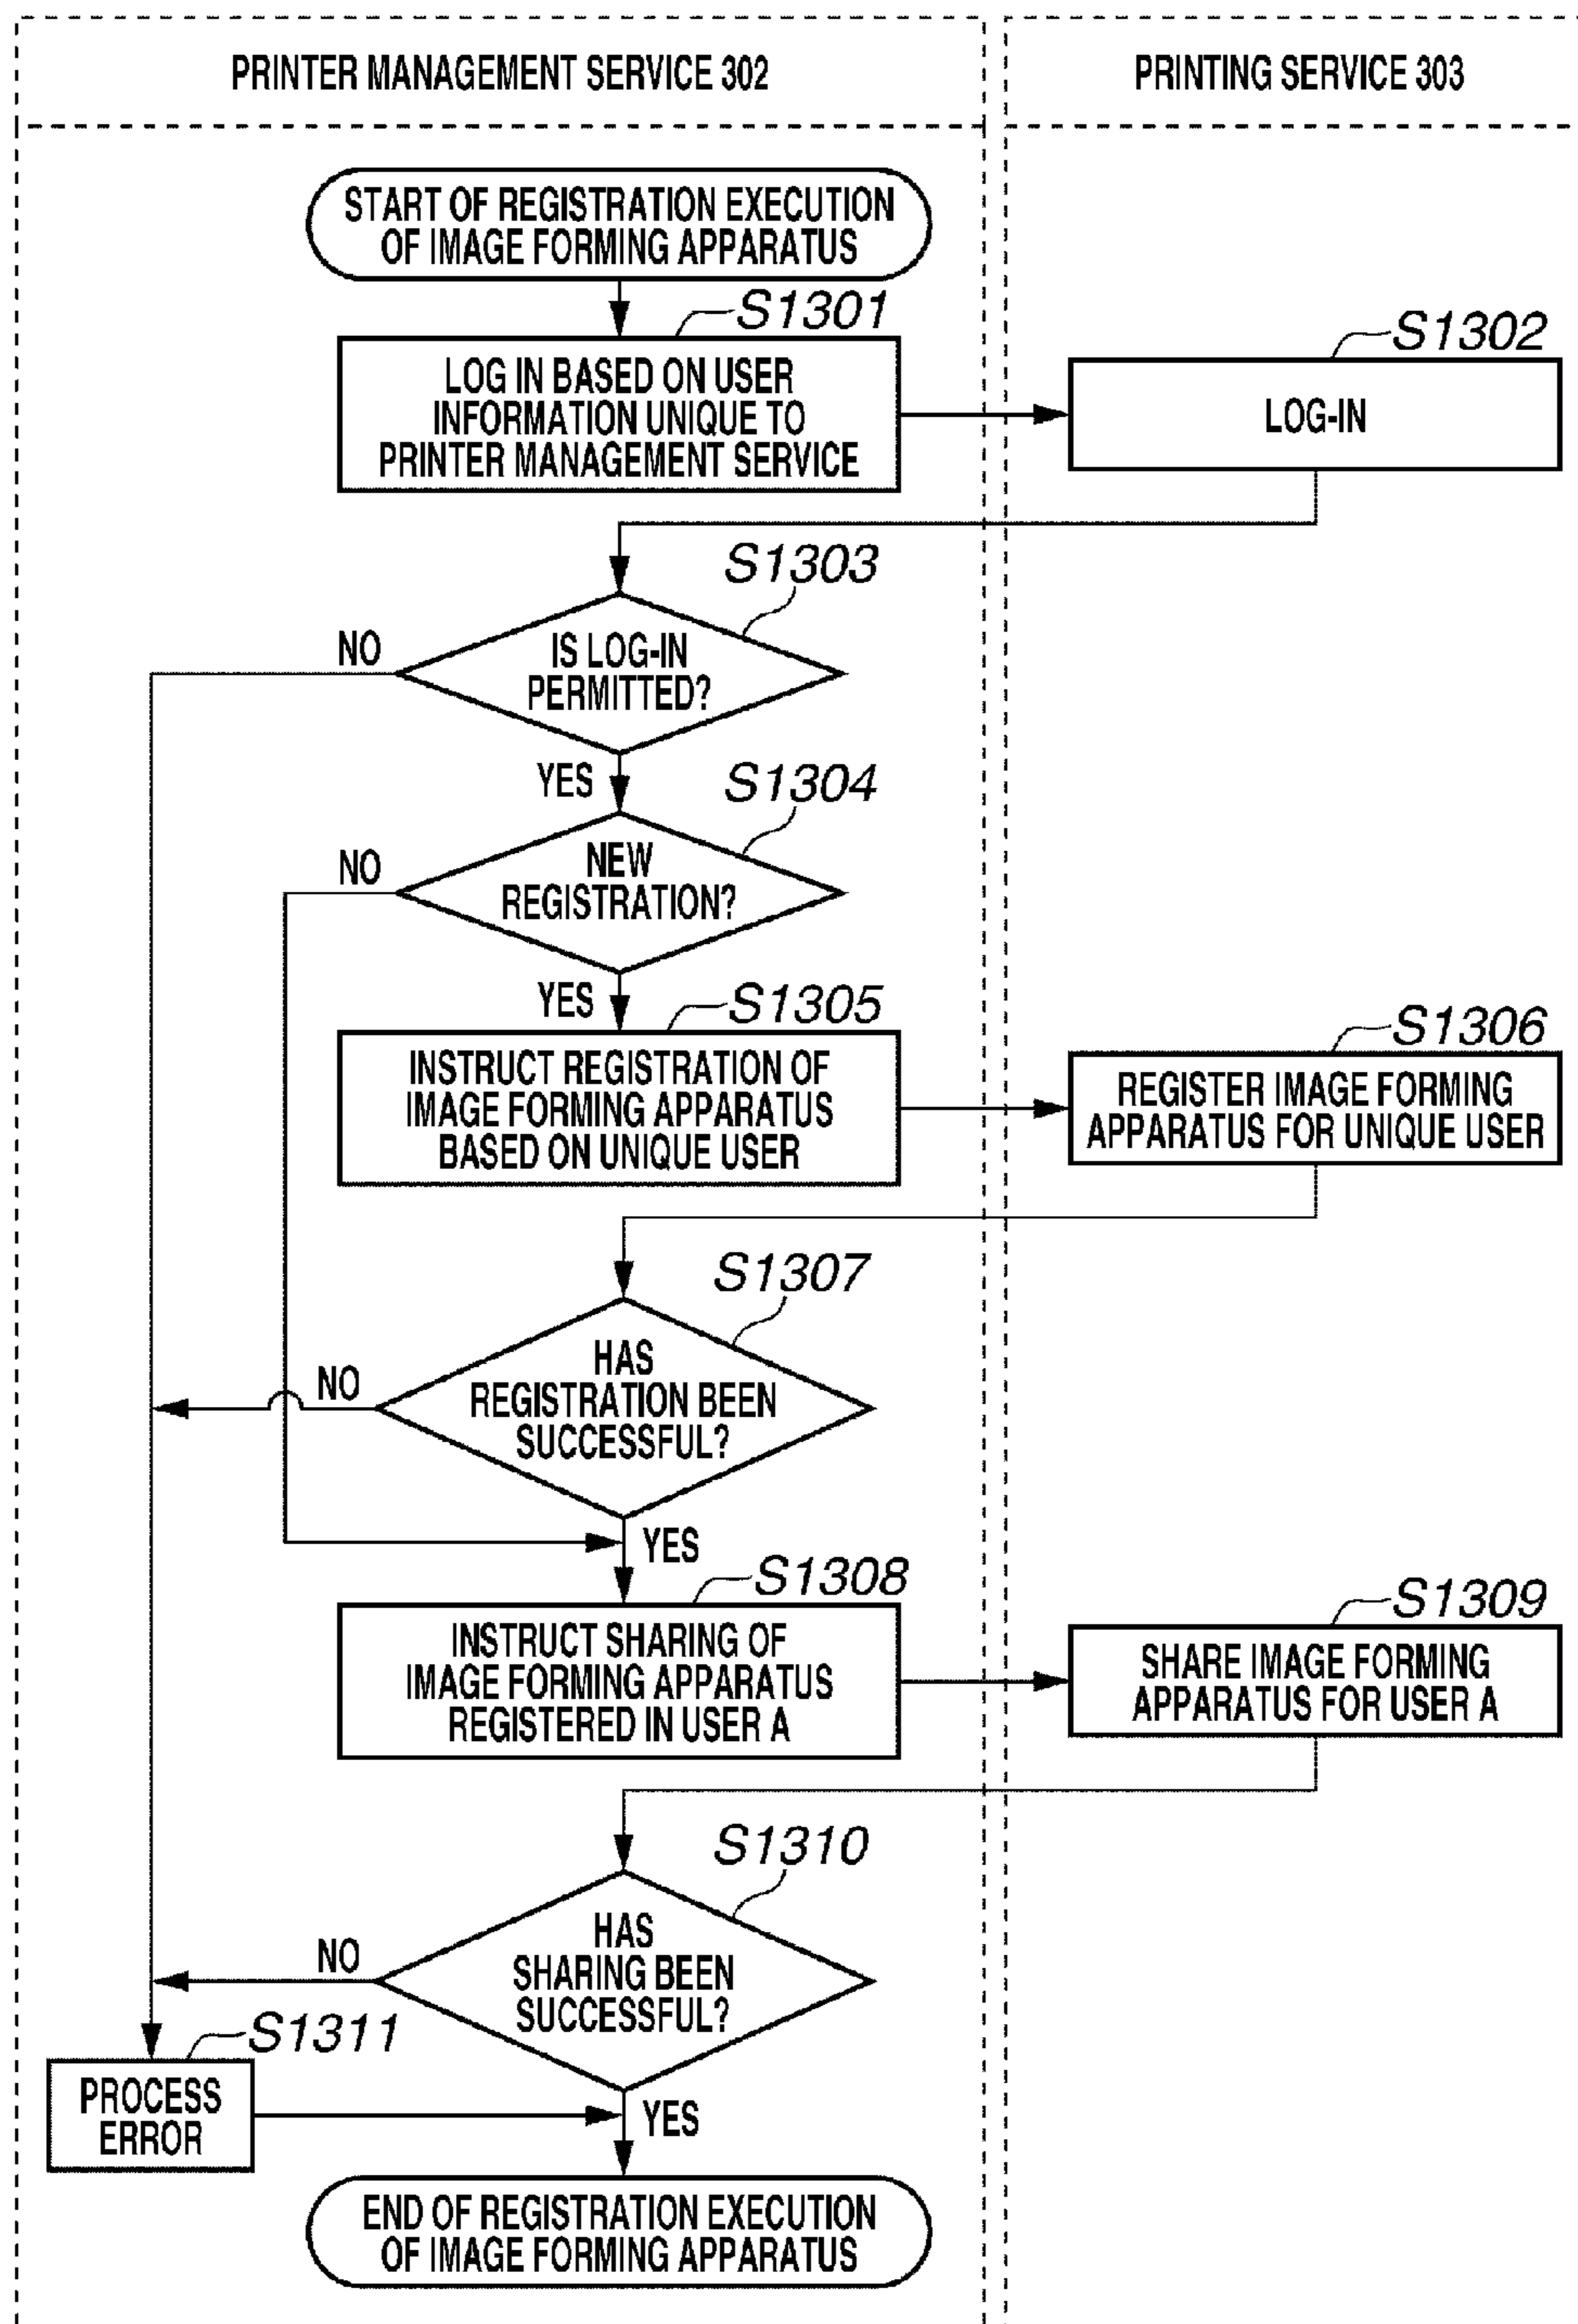 PRINTER MANAGEMENT SERVICE 302
PRINTING SERVICE 303
START OF REGISTRATION EXECUTION
OF IMAGE FORMING APPARATUS
S1301
LOG IN BASED ON USER
INFORMATION UNIQUE TO
PRINTER MANAGEMENT SERVICE
S1302
LOG-IN
S1303
IS LOG-IN
PERMITTED?
NO
YES
S1304
NEW
REGISTRATION?
NO
YES
S1305
INSTRUCT REGISTRATION OF
IMAGE FORMING APPARATUS
BASED ON UNIQUE USER
S1306
REGISTER IMAGE FORMING
APPARATUS FOR UNIQUE USER
S1307
HAS
REGISTRATION BEEN
SUCCESSFUL?
NO
YES
S1308
INSTRUCT SHARING OF
IMAGE FORMING APPARATUS
REGISTERED IN USER A
S1309
SHARE IMAGE FORMING
APPARATUS FOR USER A
S1310
HAS
SHARING BEEN
SUCCESSFUL?
NO
S1311
PROCESS
ERROR
YES
END OF REGISTRATION EXECUTION
OF IMAGE FORMING APPARATUS